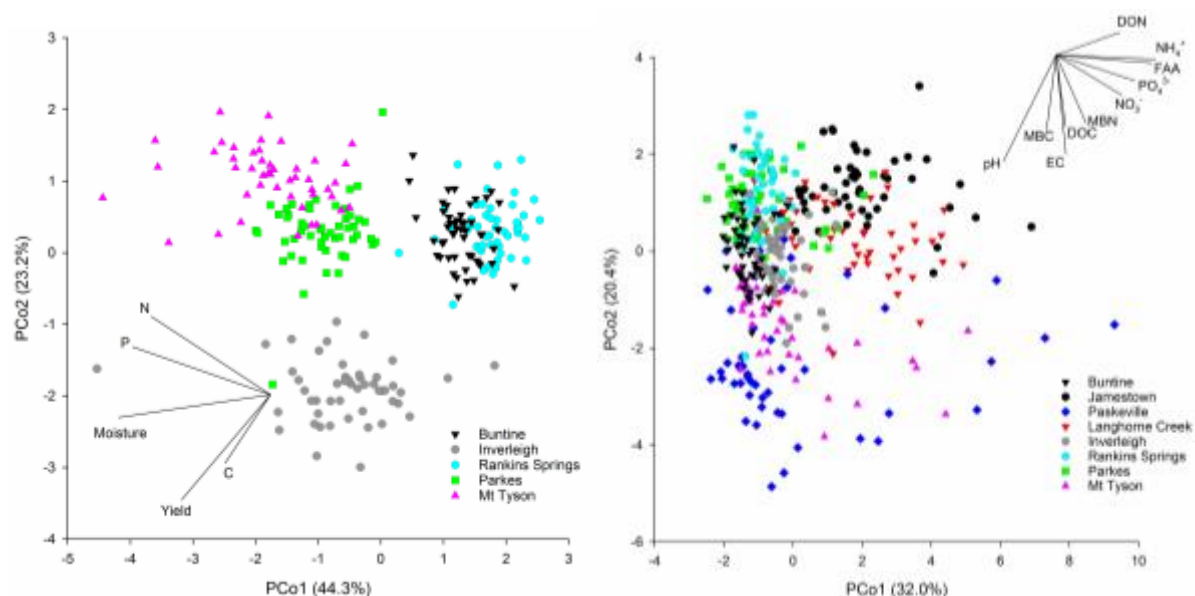 3
2
1
0
-1
-2
-3
-4
PCo2 (23.2%)
-5
-4
-3
-2
-1
0
1
2
3
PCo1 (44.3%)
N
P
Moisture
C
Yield
Buntine
Inverleigh
Rankins Springs
Parkes
Mt Tyson
4
2
0
-2
-4
-6
PCo2 (20.4%)
-4
-2
0
2
4
6
8
10
PCo1 (32.0%)
DON
NH₄⁺
FAA
PO₄³⁻
NO₃⁻
MBN
MBC
DOC
EC
pH
Buntine
Jamestown
Paskeville
Langhorne Creek
Inverleigh
Rankins Springs
Parkes
Mt Tyson